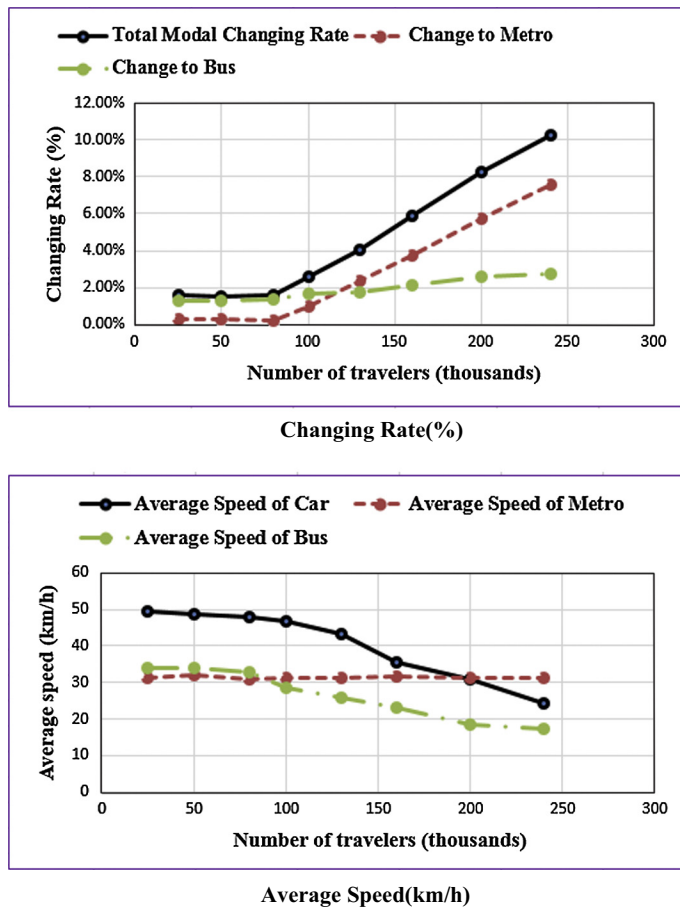 Total Modal Changing Rate Change to Metro
Change to Bus
12.00%
10.00%
8.00%
6.00%
4.00%
2.00%
0.00%
Changing Rate (%)
0 50 100 150 200 250 300
Number of travelers (thousands)
Changing Rate(%)
Average Speed of Car Average Speed of Metro
Average Speed of Bus
60
50
40
30
20
10
0
Average speed (km/h)
0 50 100 150 200 250 300
Number of travelers (thousands)
Average Speed(km/h)